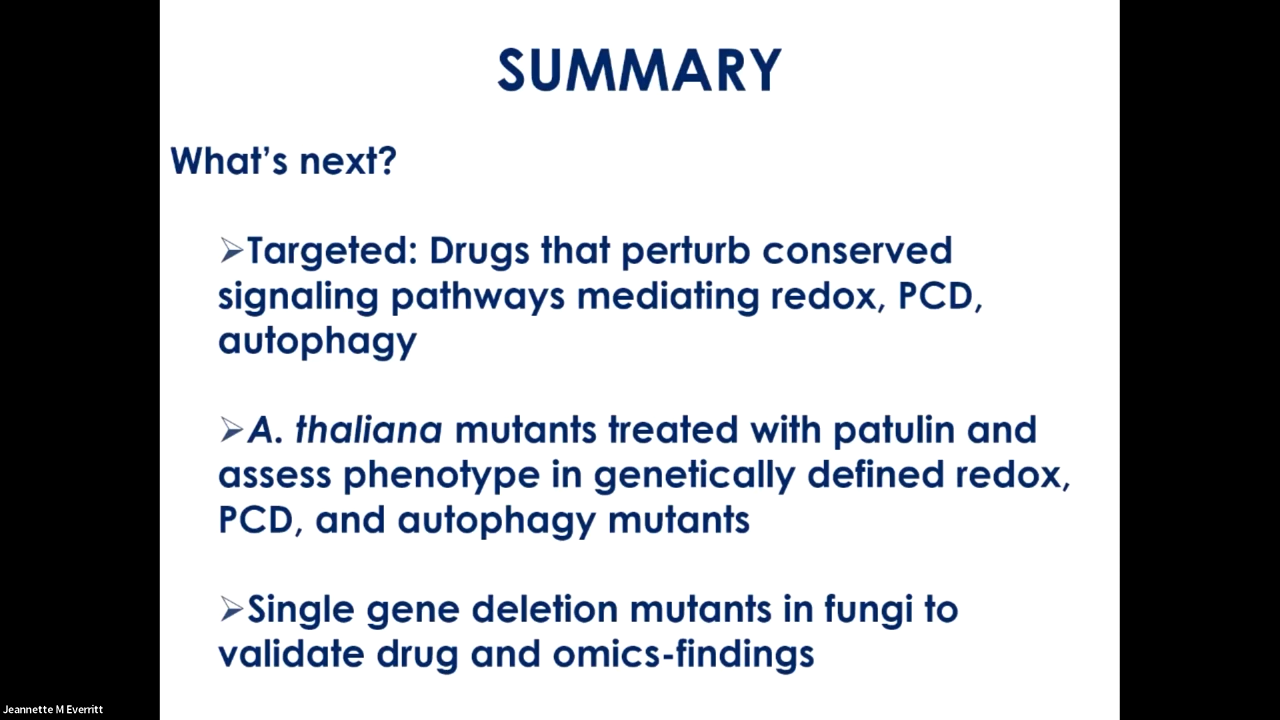 SUMMARY
What's next?
➢Targeted: Drugs that perturb conserved
signaling pathways mediating redox, PCD,
autophagy
➢A. thaliana mutants treated with patulin and
assess phenotype in genetically defined redox,
PCD, and autophagy mutants
➢Single gene deletion mutants in fungi to
validate drug and omics-findings
Jeannette M Everritt